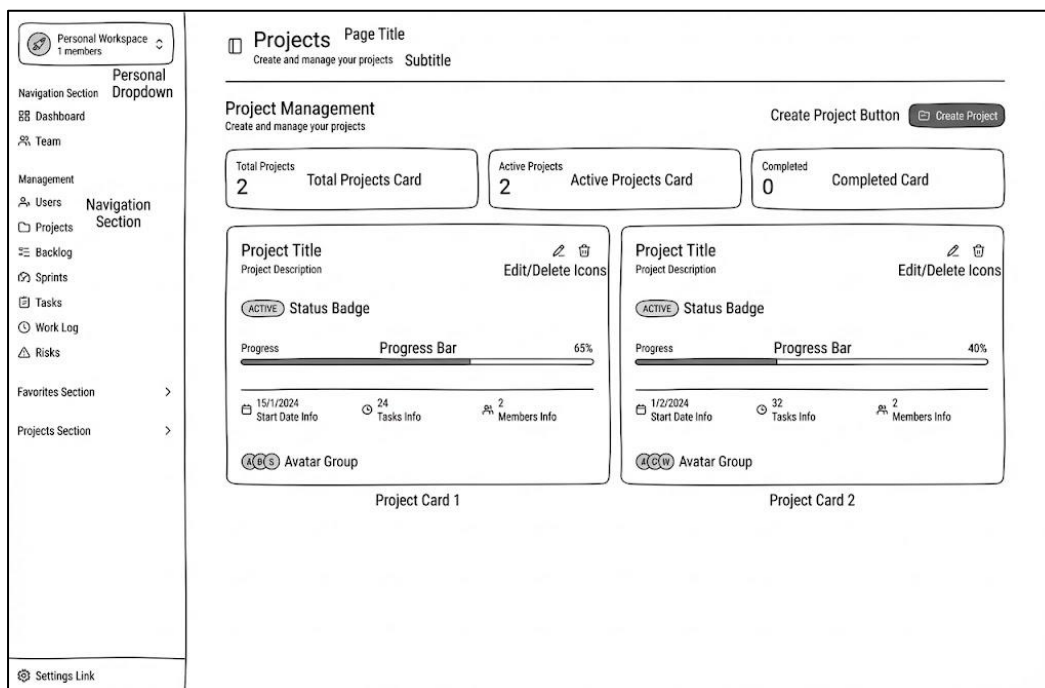 Personal Workspace
1 members
Personal
Dropdown
Navigation Section
Dashboard
Team
Management
Users
Navigation
Section
Projects
Backlog
Sprints
Tasks
Work Log
Risks
Favorites Section
Projects Section
Settings Link
Projects Page Title
Create and manage your projects Subtitle
Project Management
Create and manage your projects
Create Project Button Create Project
Total Projects
2 Total Projects Card
Active Projects
2 Active Projects Card
Completed
0 Completed Card
Project Title
Project Description
Edit/Delete Icons
ACTIVE Status Badge
Progress Progress Bar 65%
15/1/2024
Start Date Info
24
Tasks Info
2
Members Info
A B S Avatar Group
Project Card 1
Project Title
Project Description
Edit/Delete Icons
ACTIVE Status Badge
Progress Progress Bar 40%
1/2/2024
Start Date Info
32
Tasks Info
2
Members Info
A C W Avatar Group
Project Card 2